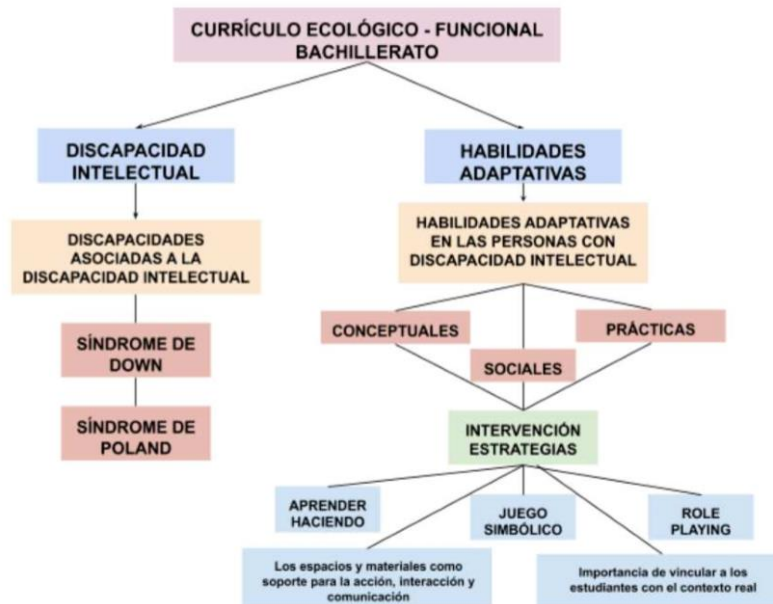 CURRÍCULO ECOLÓGICO - FUNCIONAL
BACHILLERATO
DISCAPACIDAD
INTELECTUAL
HABILIDADES
ADAPTATIVAS
DISCAPACIDADES
ASOCIADAS A LA
DISCAPACIDAD INTELECTUAL
HABILIDADES ADAPTATIVAS
EN LAS PERSONAS CON
DISCAPACIDAD INTELECTUAL
SÍNDROME DE
DOWN
SÍNDROME DE
POLAND
CONCEPTUALES
SOCIALES
PRÁCTICAS
INTERVENCIÓN
ESTRATEGIAS
APRENDER
HACIENDO
JUEGO
SIMBÓLICO
ROLE
PLAYING
Los espacios y materiales como
soporte para la acción, interacción y
comunicación
Importancia de vincular a los
estudiantes con el contexto real